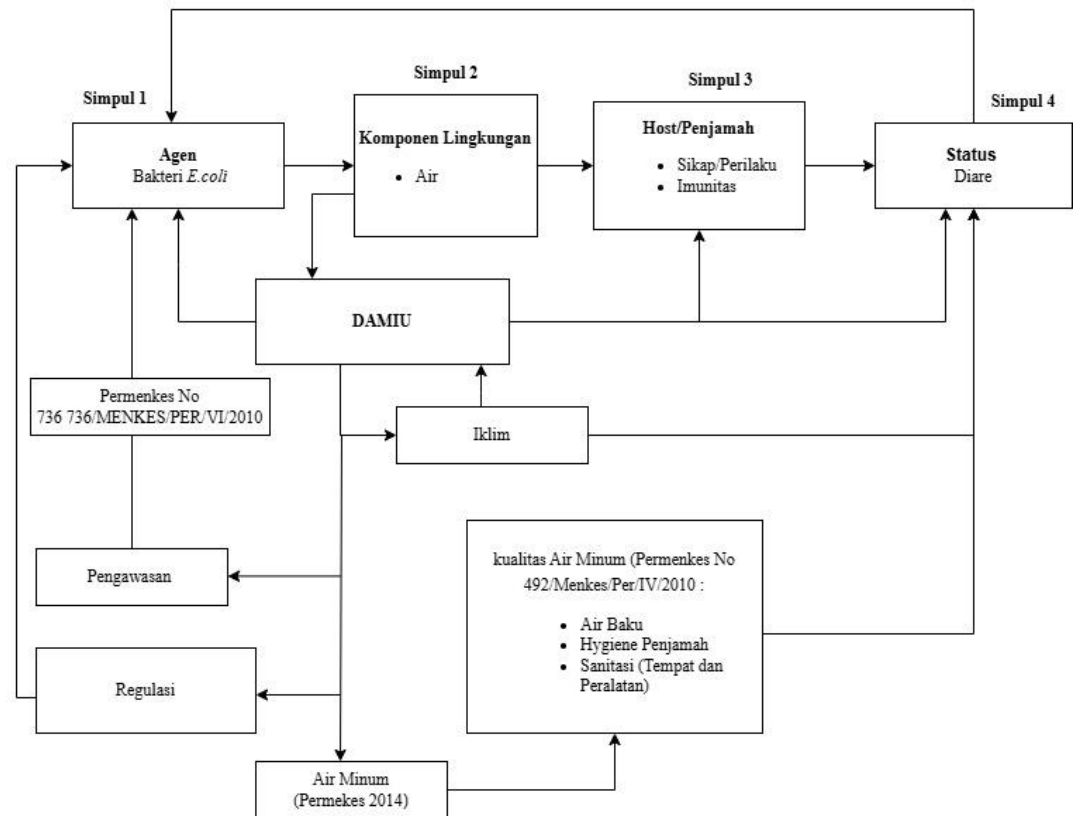 Simpul 1
Simpul 2
Simpul 3
Simpul 4
Agen
Bakteri E.coli
Komponen Lingkungan
• Air
Host/Penjamah
• Sikap/Perilaku
• Imunitas
Status
Diare
DAMIU
Permenkes No
736 736/MENKES/PER/VI/2010
Iklim
Pengawasan
kualitas Air Minum (Permenkes No
492/Menkes/Per/IV/2010 :
• Air Baku
• Hygiene Penjamah
• Sanitasi (Tempat dan
Peralatan)
Regulasi
Air Minum
(Permekes 2014)